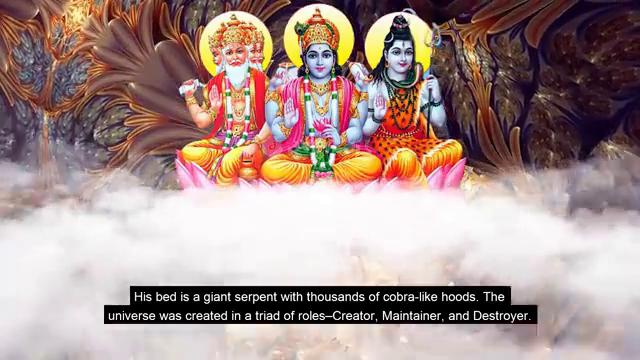 His bed is a giant serpent with thousands of cobra-like hoods. The
universe was created in a triad of roles–Creator, Maintainer, and Destroyer.